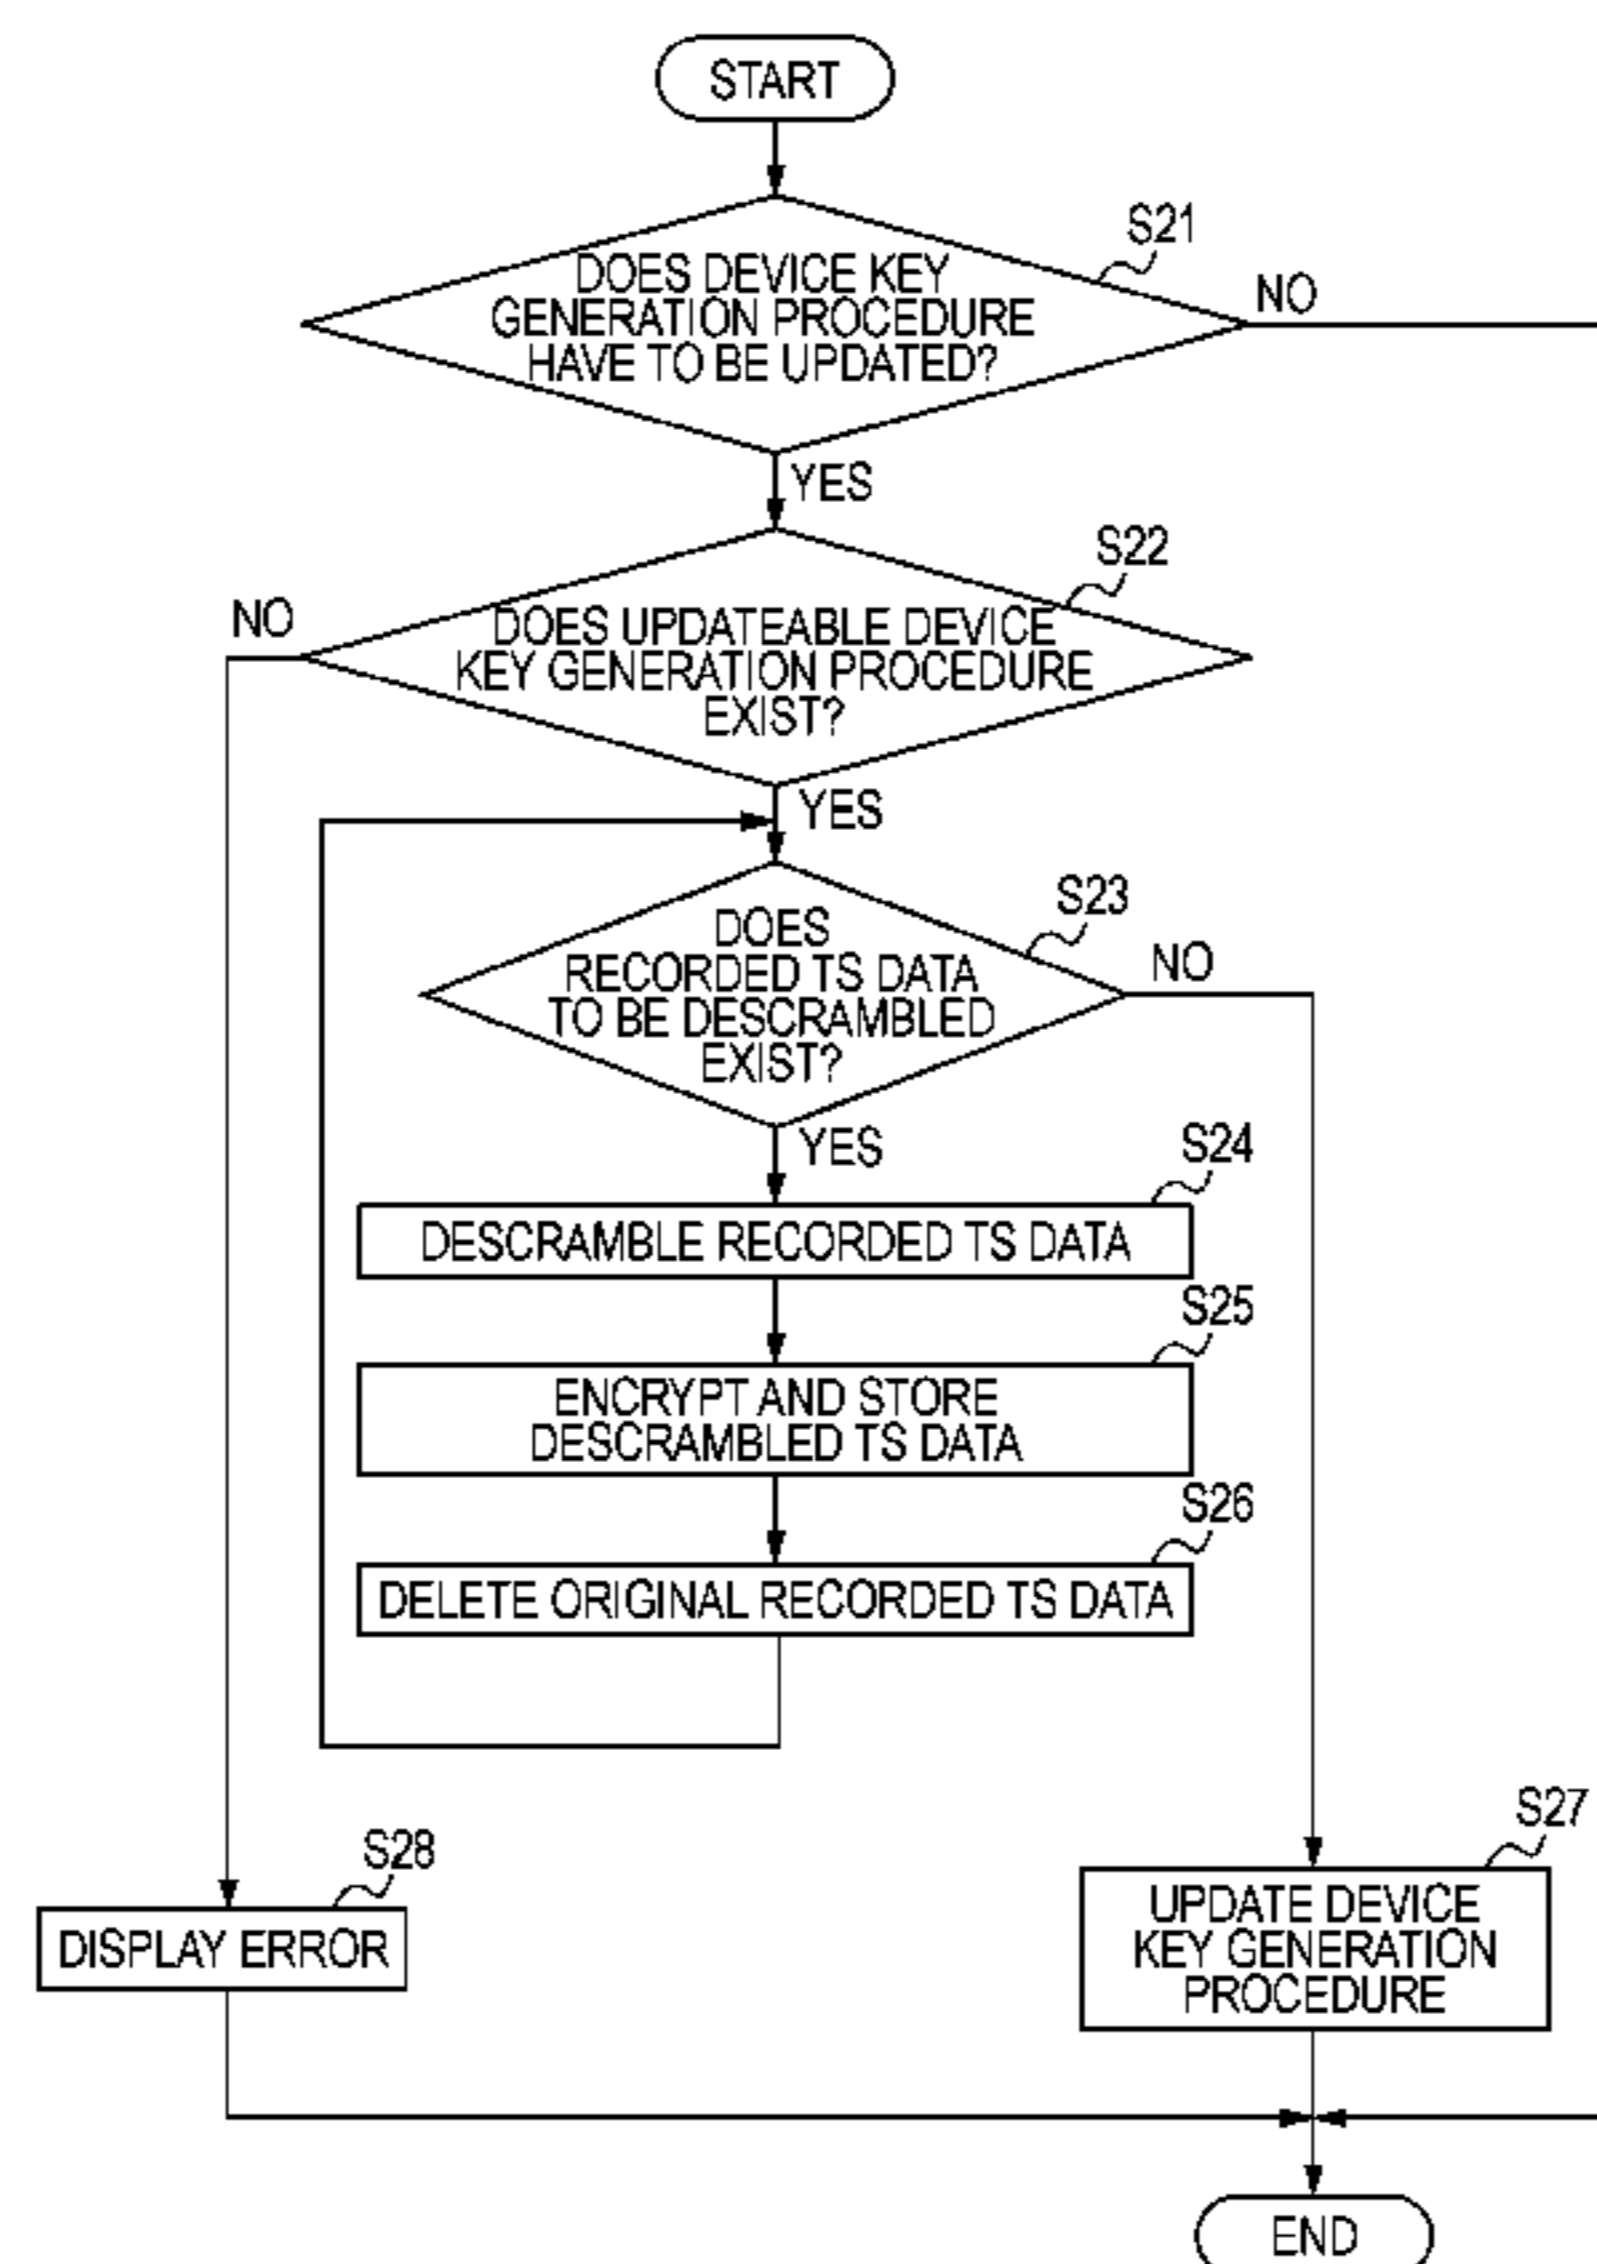 START
S21
DOES DEVICE KEY
GENERATION PROCEDURE
HAVE TO BE UPDATED?
NO
YES
S22
NO
DOES UPDATEABLE DEVICE
KEY GENERATION PROCEDURE
EXIST?
YES
S23
DOES
RECORDED TS DATA
TO BE DESCRAMBLED
EXIST?
NO
YES
S24
DESCRAMBLE RECORDED TS DATA
S25
ENCRYPT AND STORE
DESCRAMBLED TS DATA
S26
DELETE ORIGINAL RECORDED TS DATA
S28
DISPLAY ERROR
S27
UPDATE DEVICE
KEY GENERATION
PROCEDURE
END